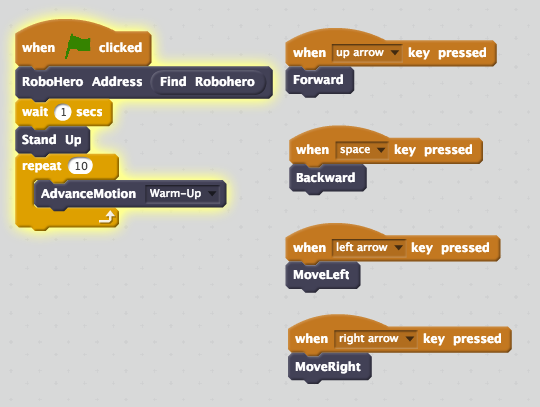 when clicked
RoboHero Address Find Robohero
wait 1 secs
Stand Up
repeat 10
AdvanceMotion Warm-Up
when up arrow key pressed
Forward
when space key pressed
Backward
when left arrow key pressed
MoveLeft
when right arrow key pressed
MoveRight